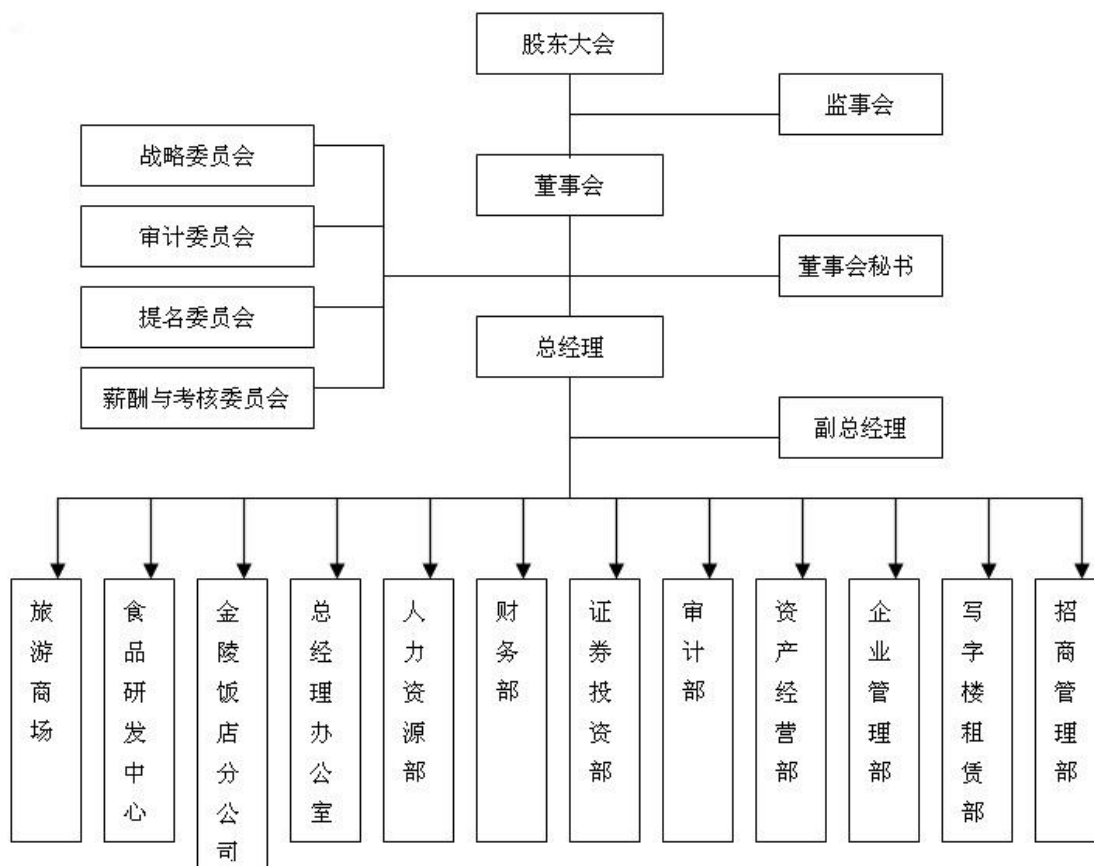 股东大会
监事会
战略委员会
董事会
审计委员会
董事会秘书
提名委员会
总经理
薪酬与考核委员会
副总经理
旅游商场
食品研发中心
金陵饭店分公司
总经理办公室
人力资源部
财务部
证券投资部
审计部
资产经营部
企业管理部
写字楼租赁部
招商管理部